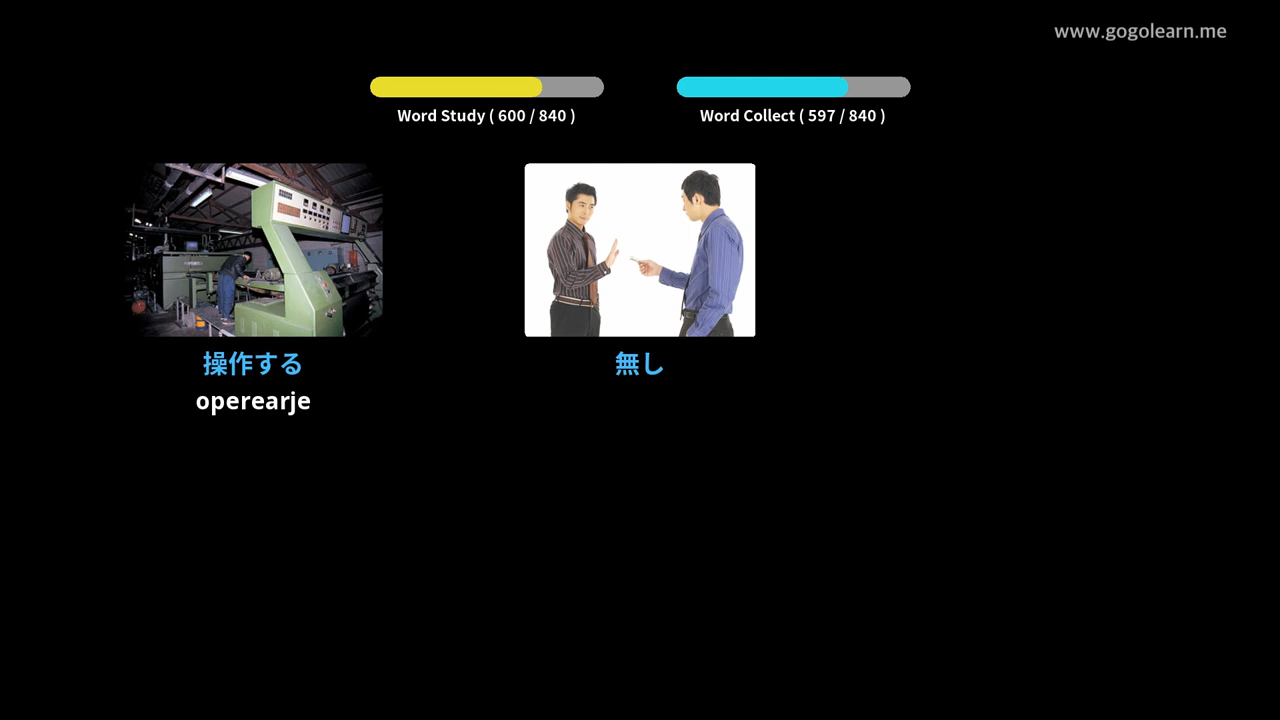 www.gogolearn.me
Word Study ( 600 / 840 )
Word Collect ( 597 / 840 )
操作する
operearje
無し